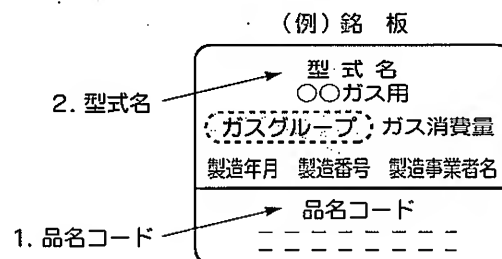 (例) 銘 板
型 式 名
2. 型式名
○○ガス用
ガスグループ ガス消費量
製造年月 製造番号 製造事業者名
品名コード
1. 品名コード